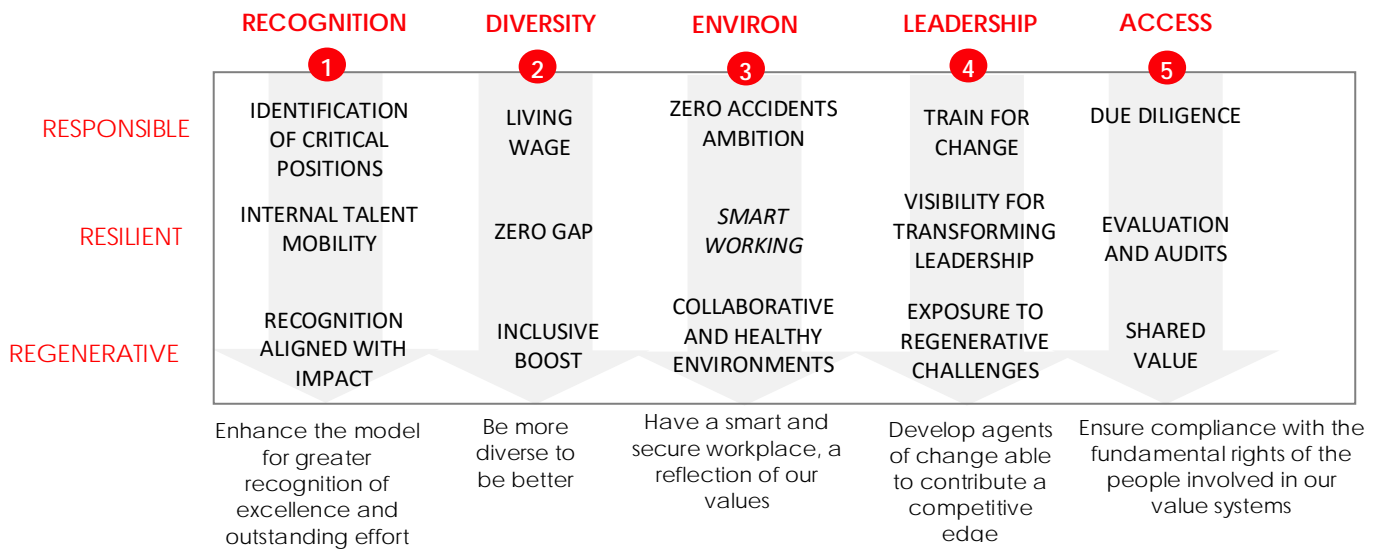 RECOGNITION DIVERSITY ENVIRON LEADERSHIP ACCESS
1 2 3 4 5
RESPONSIBLE
IDENTIFICATION
OF CRITICAL
POSITIONS
LIVING
WAGE
ZERO ACCIDENTS
AMBITION
TRAIN FOR
CHANGE
DUE DILIGENCE
RESILIENT
INTERNAL TALENT
MOBILITY
ZERO GAP
SMART
WORKING
VISIBILITY FOR
TRANSFORMING
LEADERSHIP
EVALUATION
AND AUDITS
REGENERATIVE
RECOGNITION
ALIGNED WITH
IMPACT
INCLUSIVE
BOOST
COLLABORATIVE
AND HEALTHY
ENVIRONMENTS
EXPOSURE TO
REGENERATIVE
CHALLENGES
SHARED
VALUE
Enhance the model
for greater
recognition of
excellence and
outstanding effort
Be more
diverse to
be better
Have a smart and
secure workplace, a
reflection of our
values
Develop agents
of change able
to contribute a
competitive
edge
Ensure compliance with the
fundamental rights of the
people involved in our
value systems